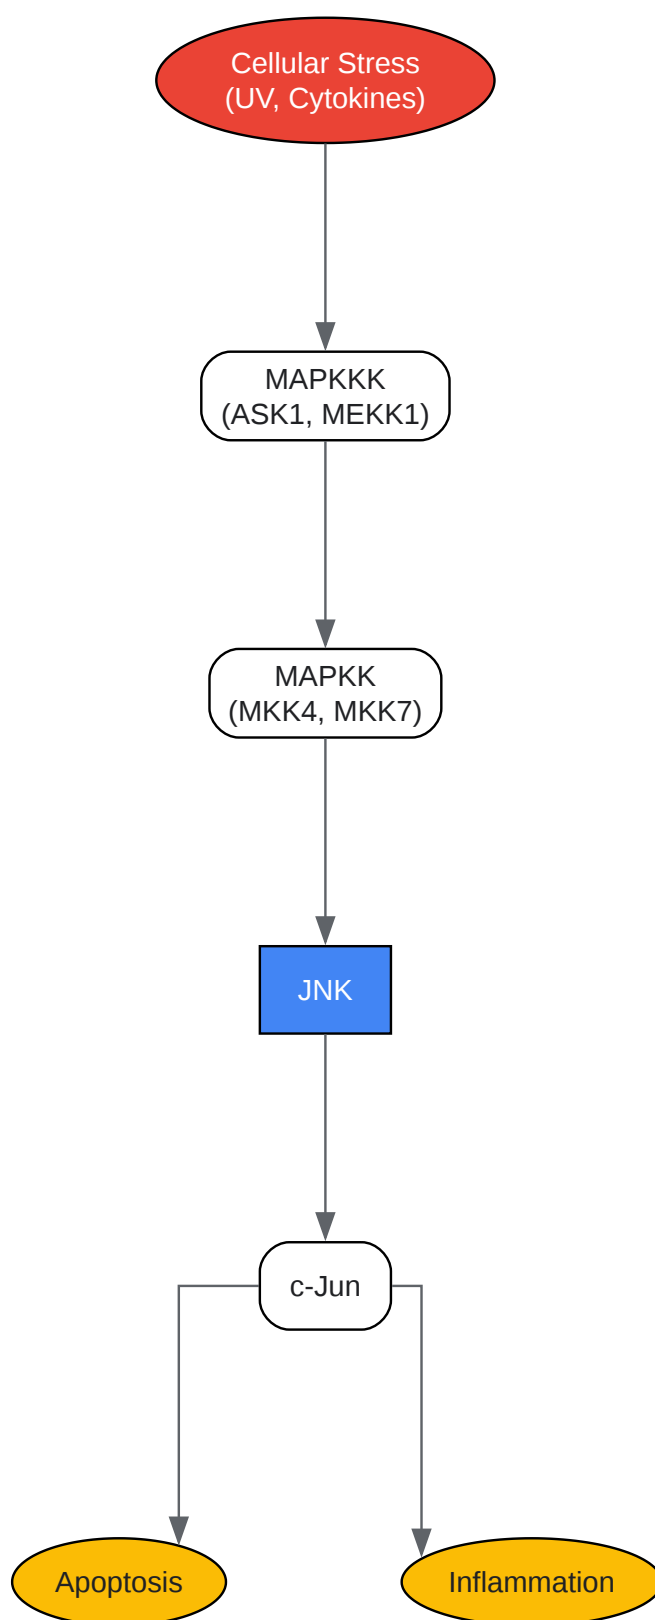 Cellular Stress
(UV, Cytokines)
MAPKKK
(ASK1, MEKK1)
MAPKK
(MKK4, MKK7)
JNK
c-Jun
Apoptosis
Inflammation